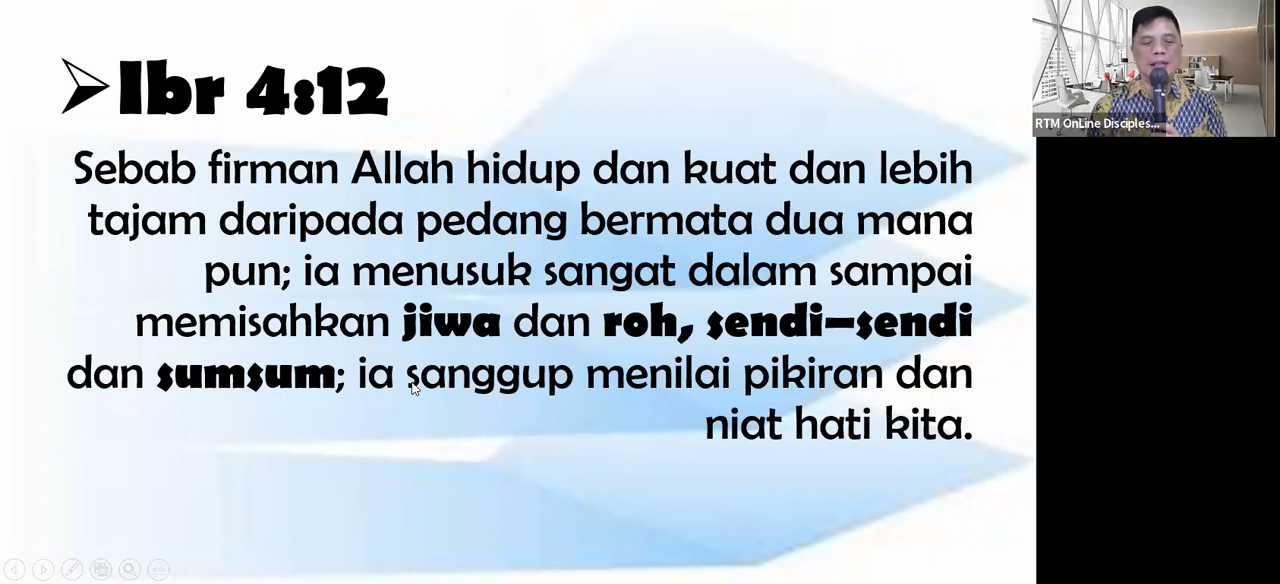 Ibr 4:12
Sebab firman Allah hidup dan kuat dan lebih
tajam daripada pedang bermata dua mana
pun; ia menusuk sangat dalam sampai
memisahkan jiwa dan roh, sendi–sendi
dan sumsum; ia sanggup menilai pikiran dan
niat hati kita.
RTM OnLine Disciples...